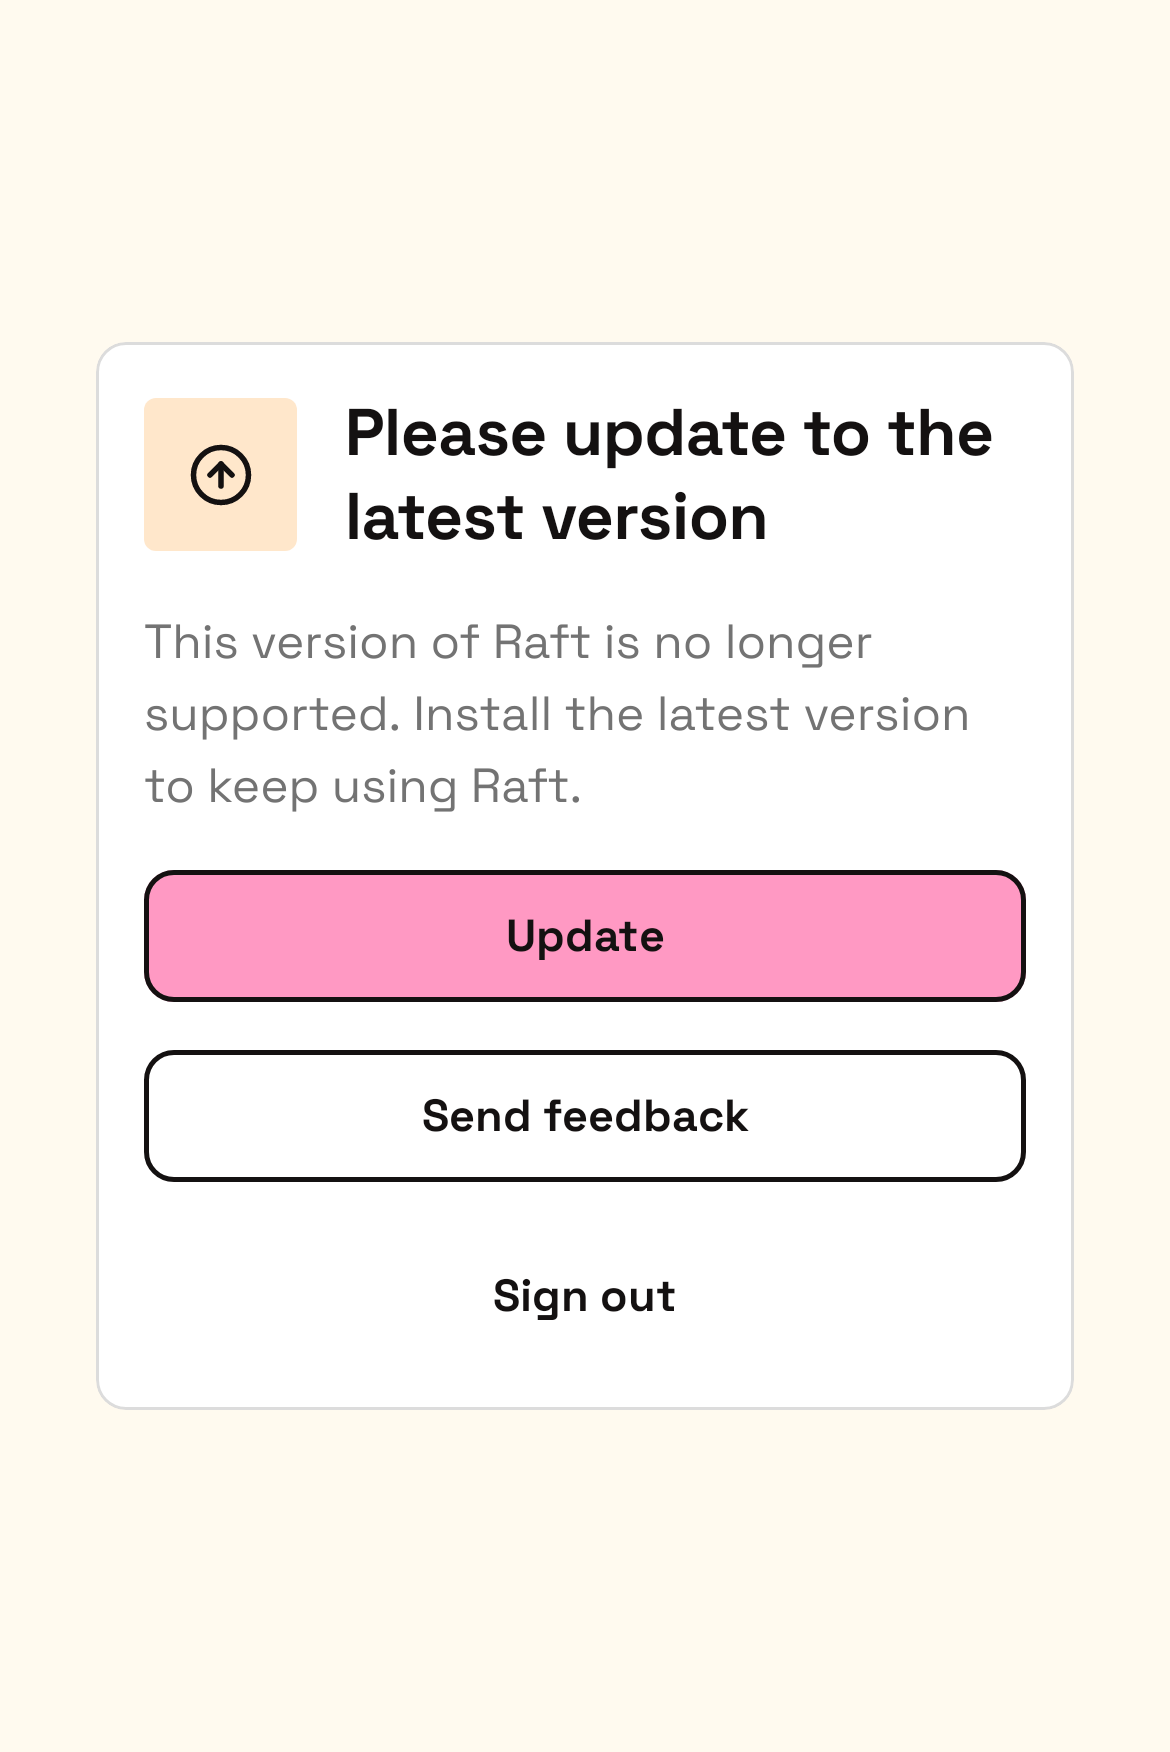 Please update to the
latest version
This version of Raft is no longer
supported. Install the latest version
to keep using Raft.
Update
Send feedback
Sign out